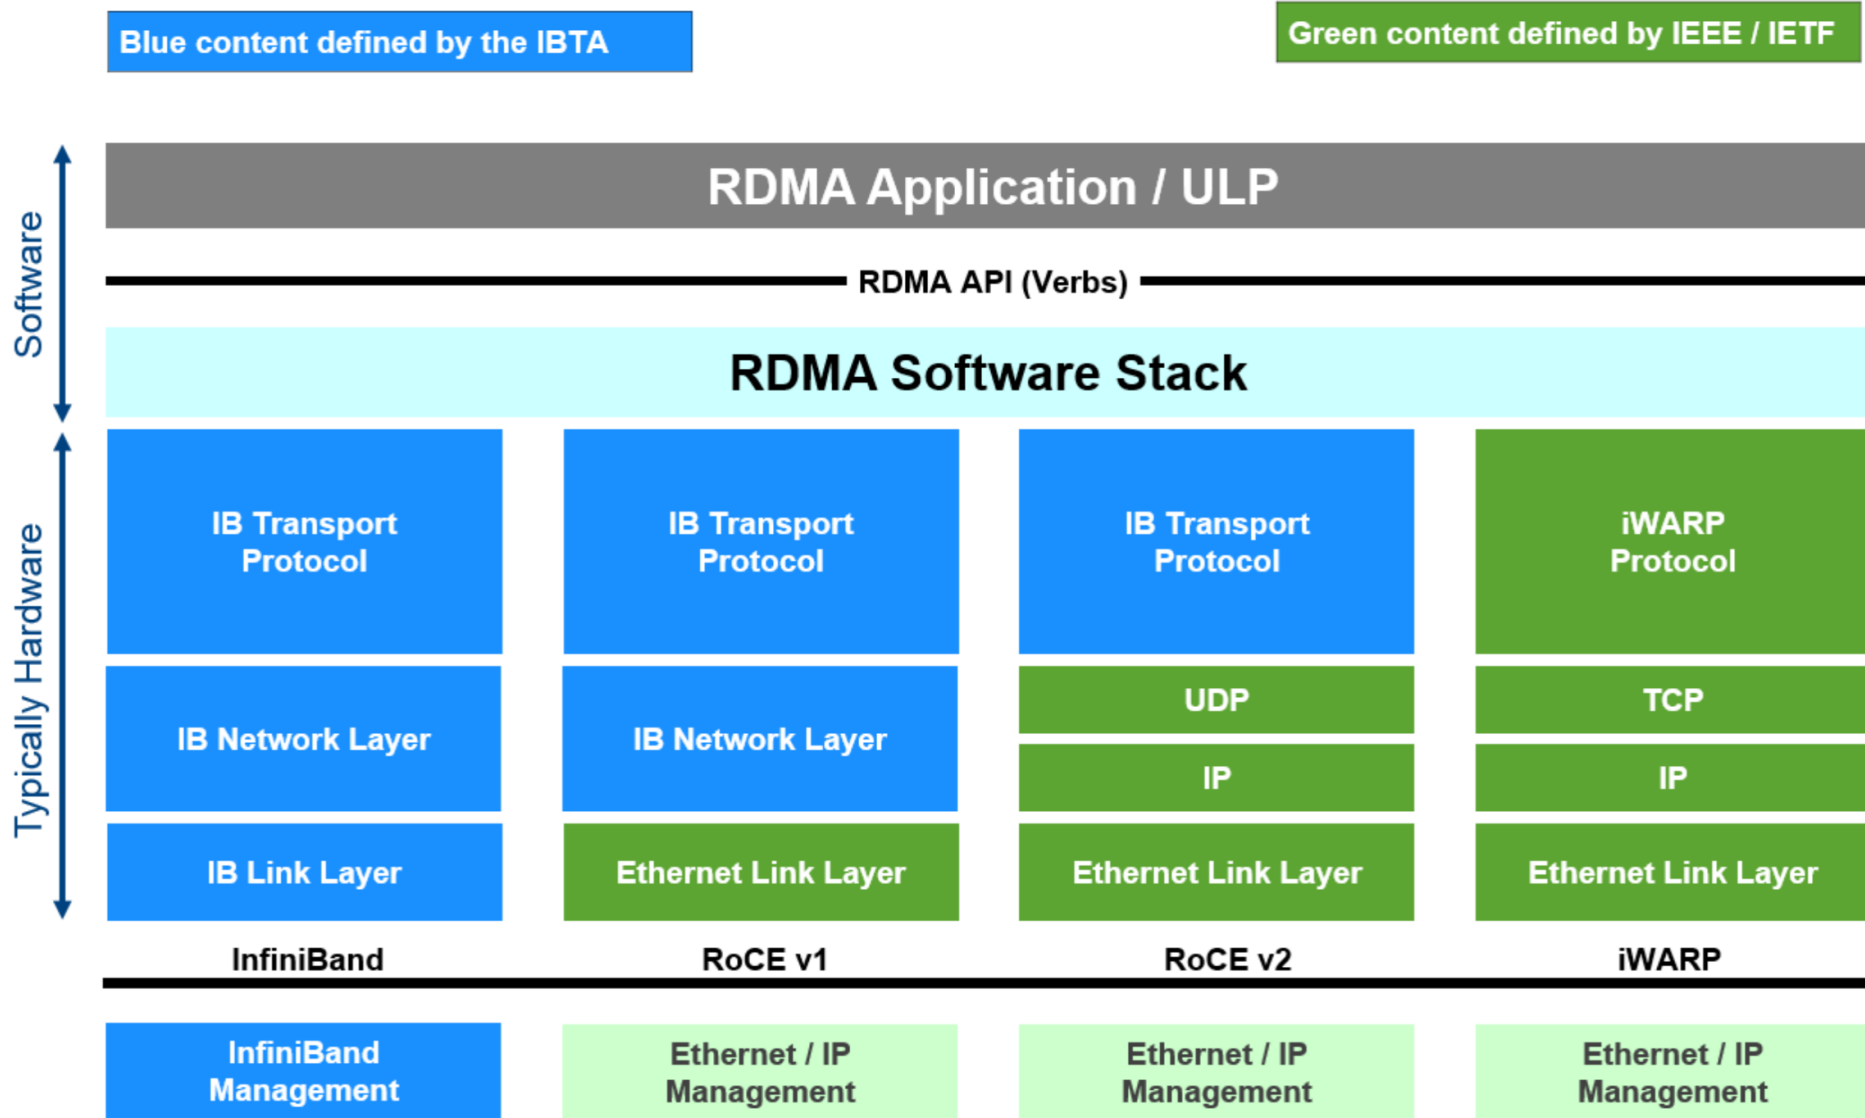 Blue content defined by the IBTA
Green content defined by IEEE / IETF
Software
RDMA Application / ULP
RDMA API (Verbs)
RDMA Software Stack
Typically Hardware
IB Transport
Protocol
IB Transport
Protocol
IB Transport
Protocol
iWARP
Protocol
IB Network Layer
IB Network Layer
UDP
IP
TCP
IP
IB Link Layer
Ethernet Link Layer
Ethernet Link Layer
Ethernet Link Layer
InfiniBand
RoCE v1
RoCE v2
iWARP
InfiniBand
Management
Ethernet / IP
Management
Ethernet / IP
Management
Ethernet / IP
Management